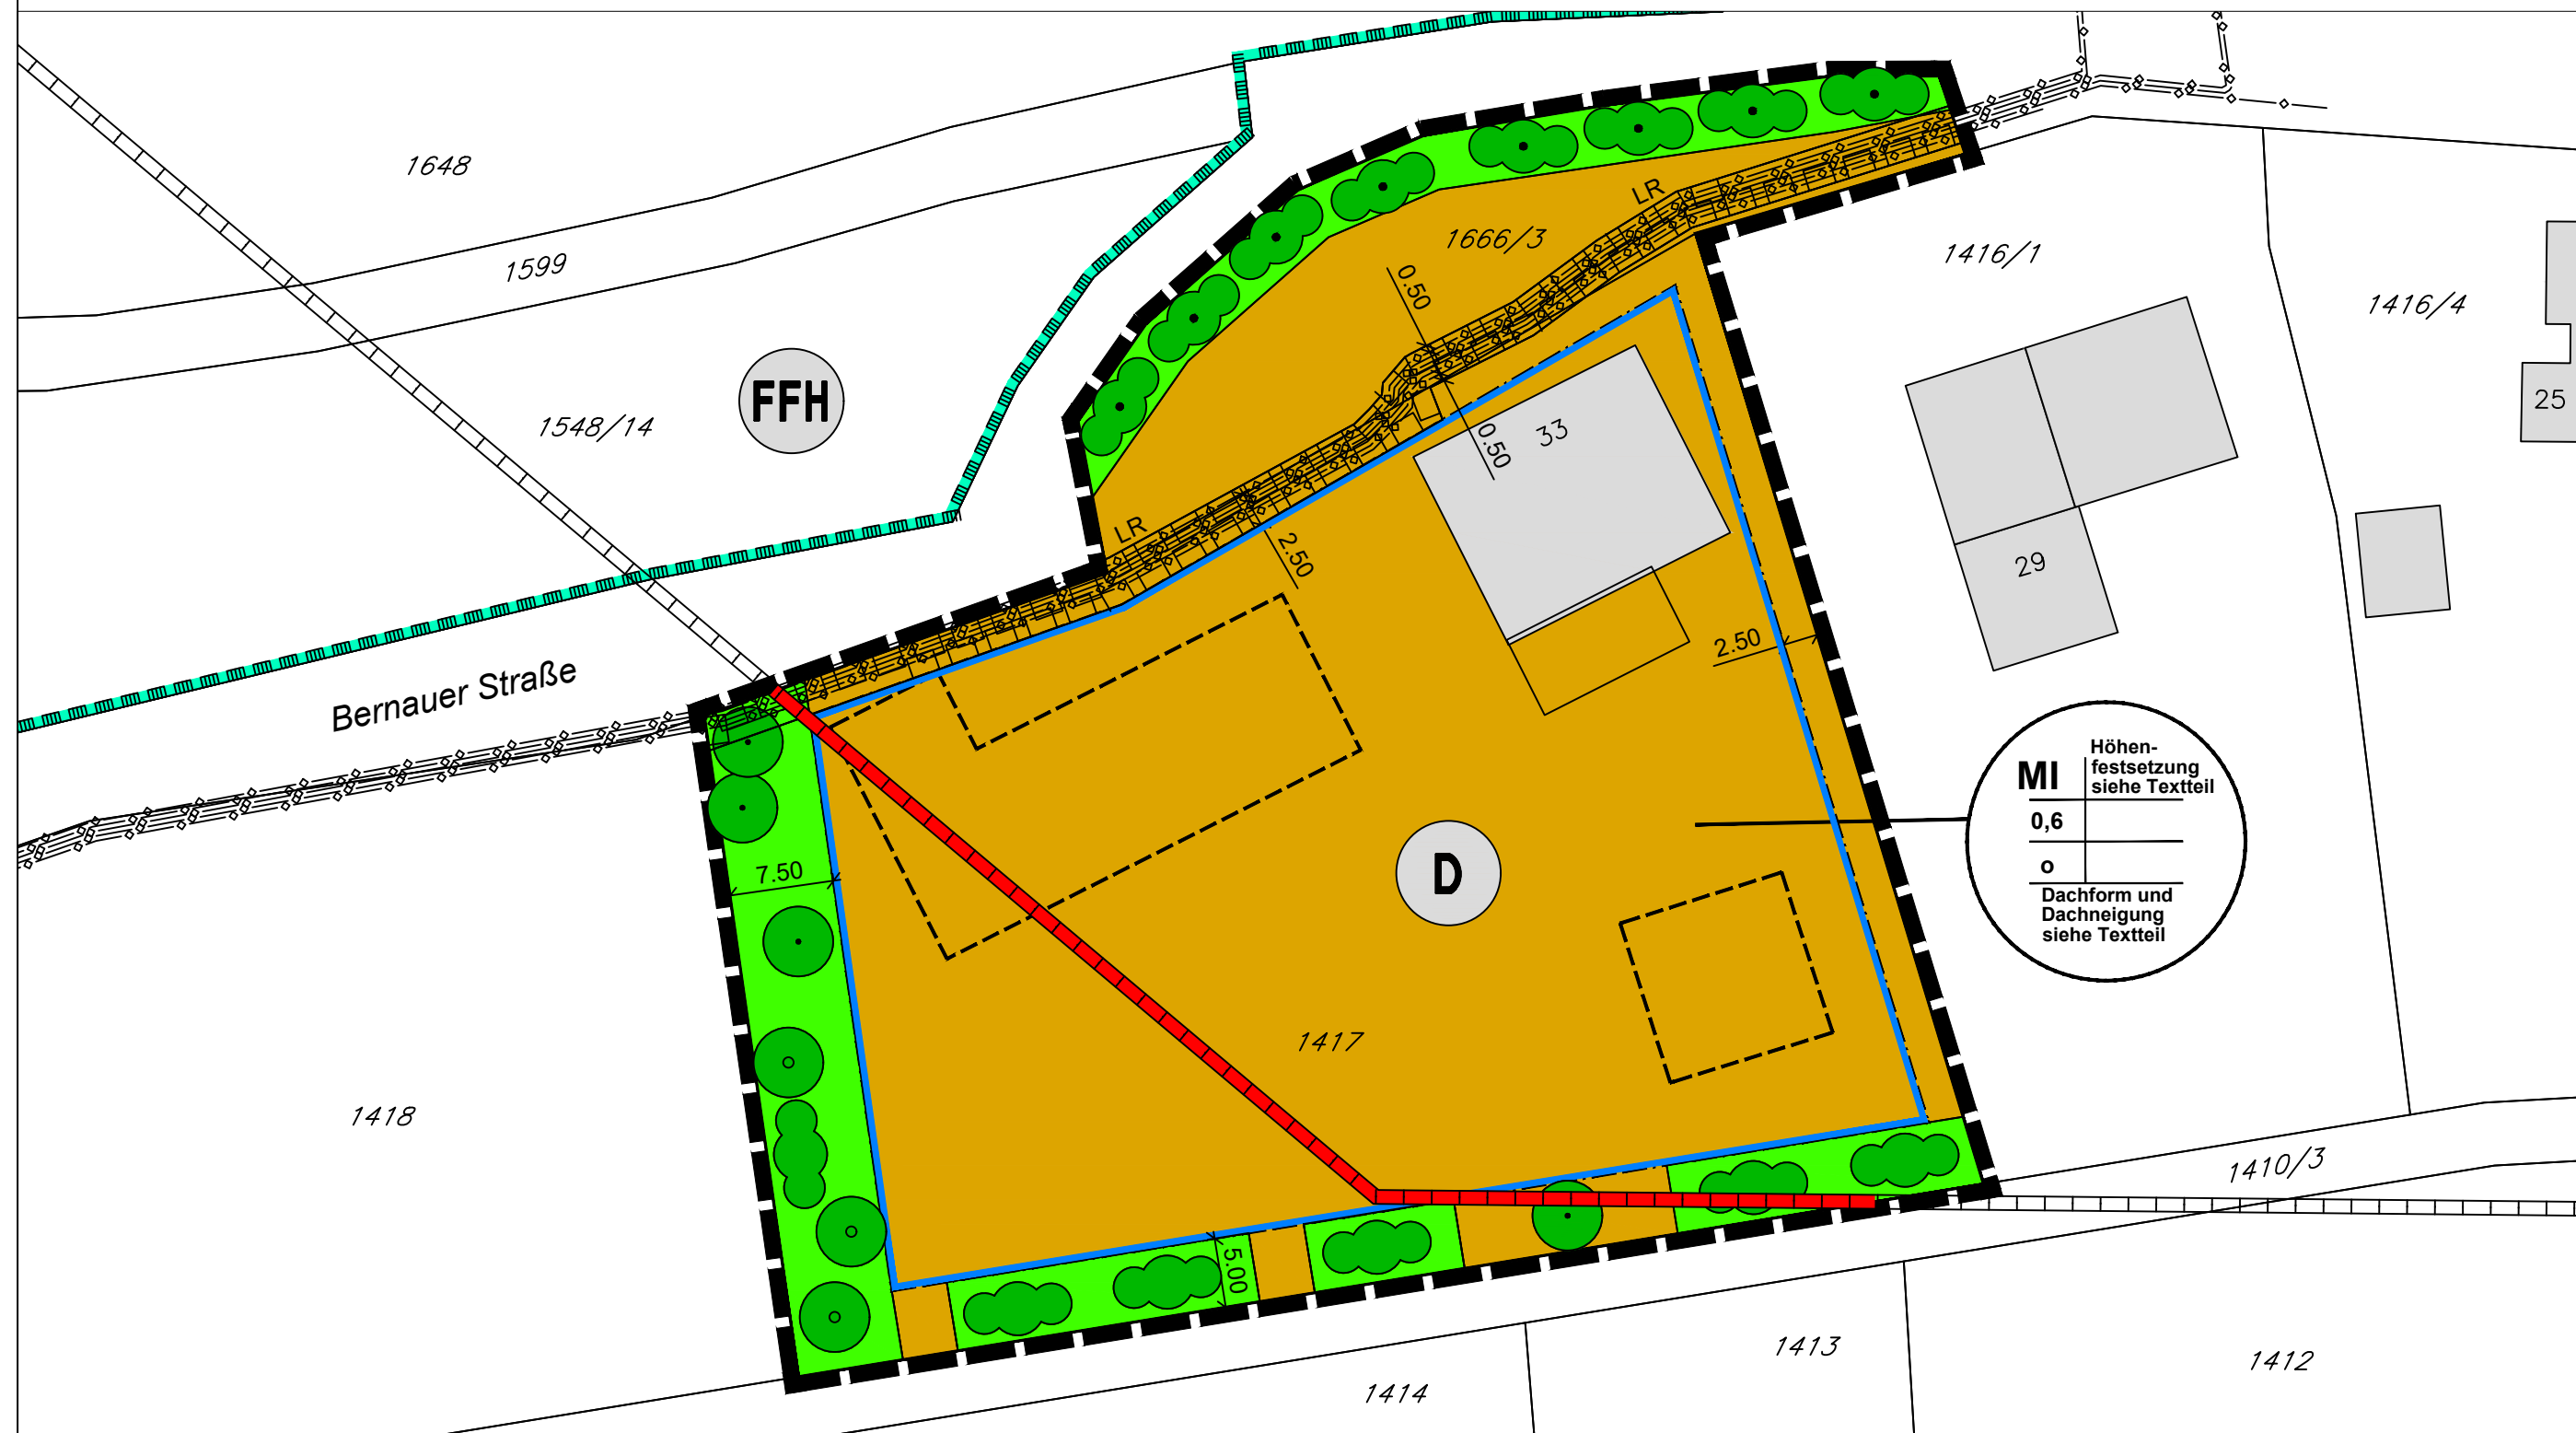 1648
1599
LR
1666/3
1416/1
0.50
1416/4
FFH
1548/14
25
33
0.50
LR
2.50
29
2.50
Bernauer Straße
MI
Höhen-
festsetzung
siehe Textteil
0,6
o
Dachform und
Dachneigung
siehe Textteil
7.50
D
1417
1418
1410/3
5.00
1413
1412
1414